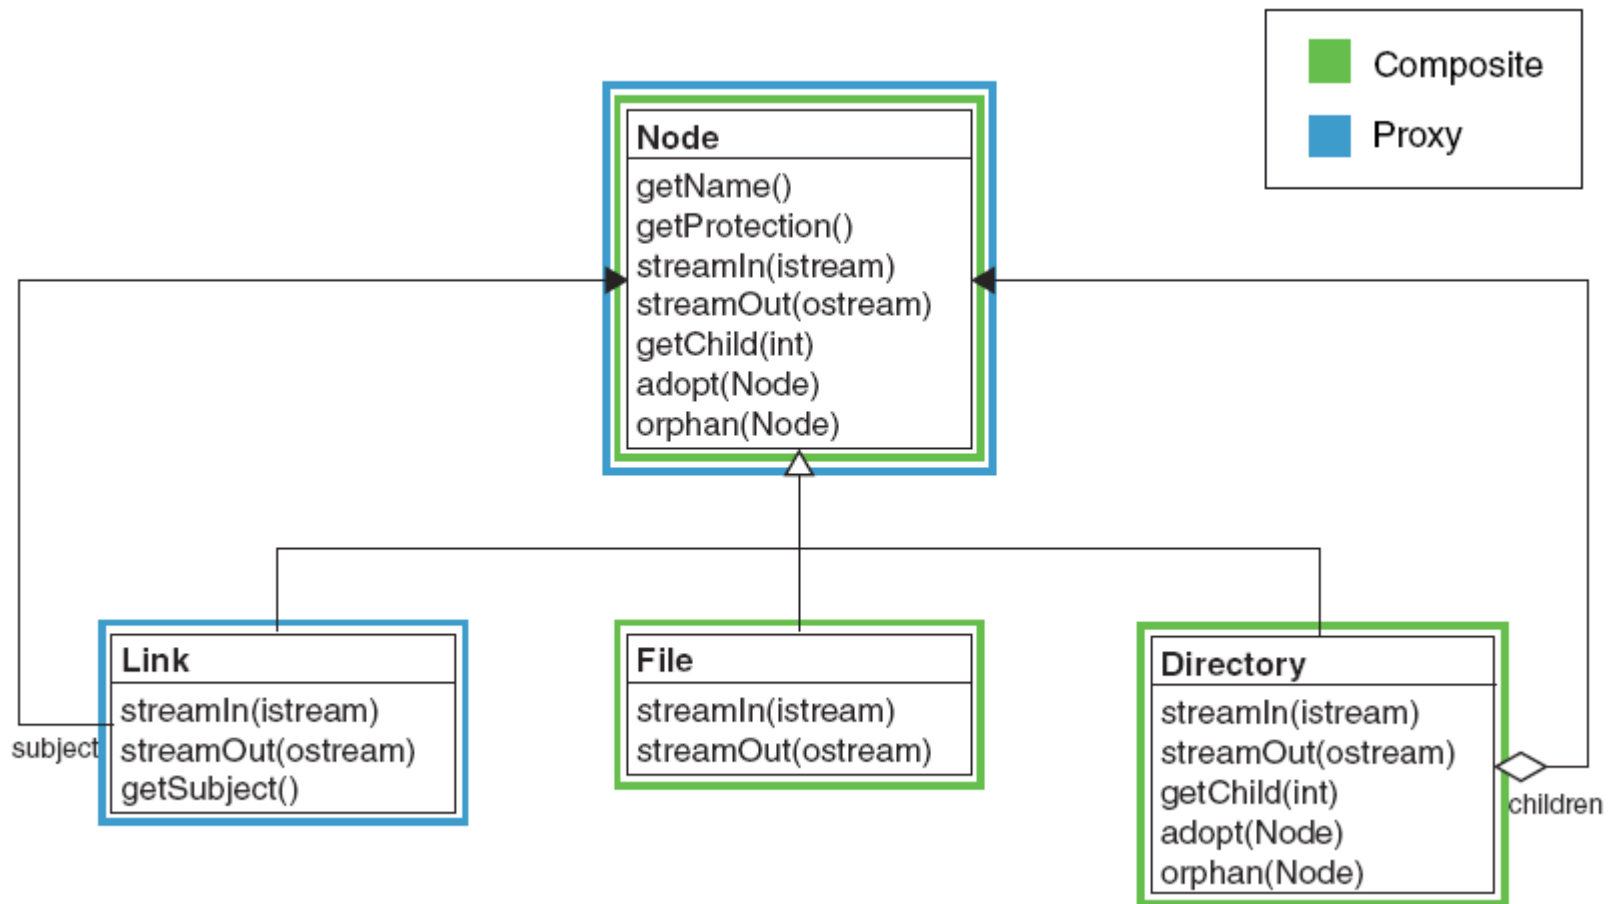 Composite
Proxy
Node
getName()
getProtection()
streamIn(istream)
streamOut(ostream)
getChild(int)
adopt(Node)
orphan(Node)
Link
streamIn(istream)
streamOut(ostream)
getSubject()
subject
File
streamIn(istream)
streamOut(ostream)
Directory
streamIn(istream)
streamOut(ostream)
getChild(int)
adopt(Node)
orphan(Node)
children